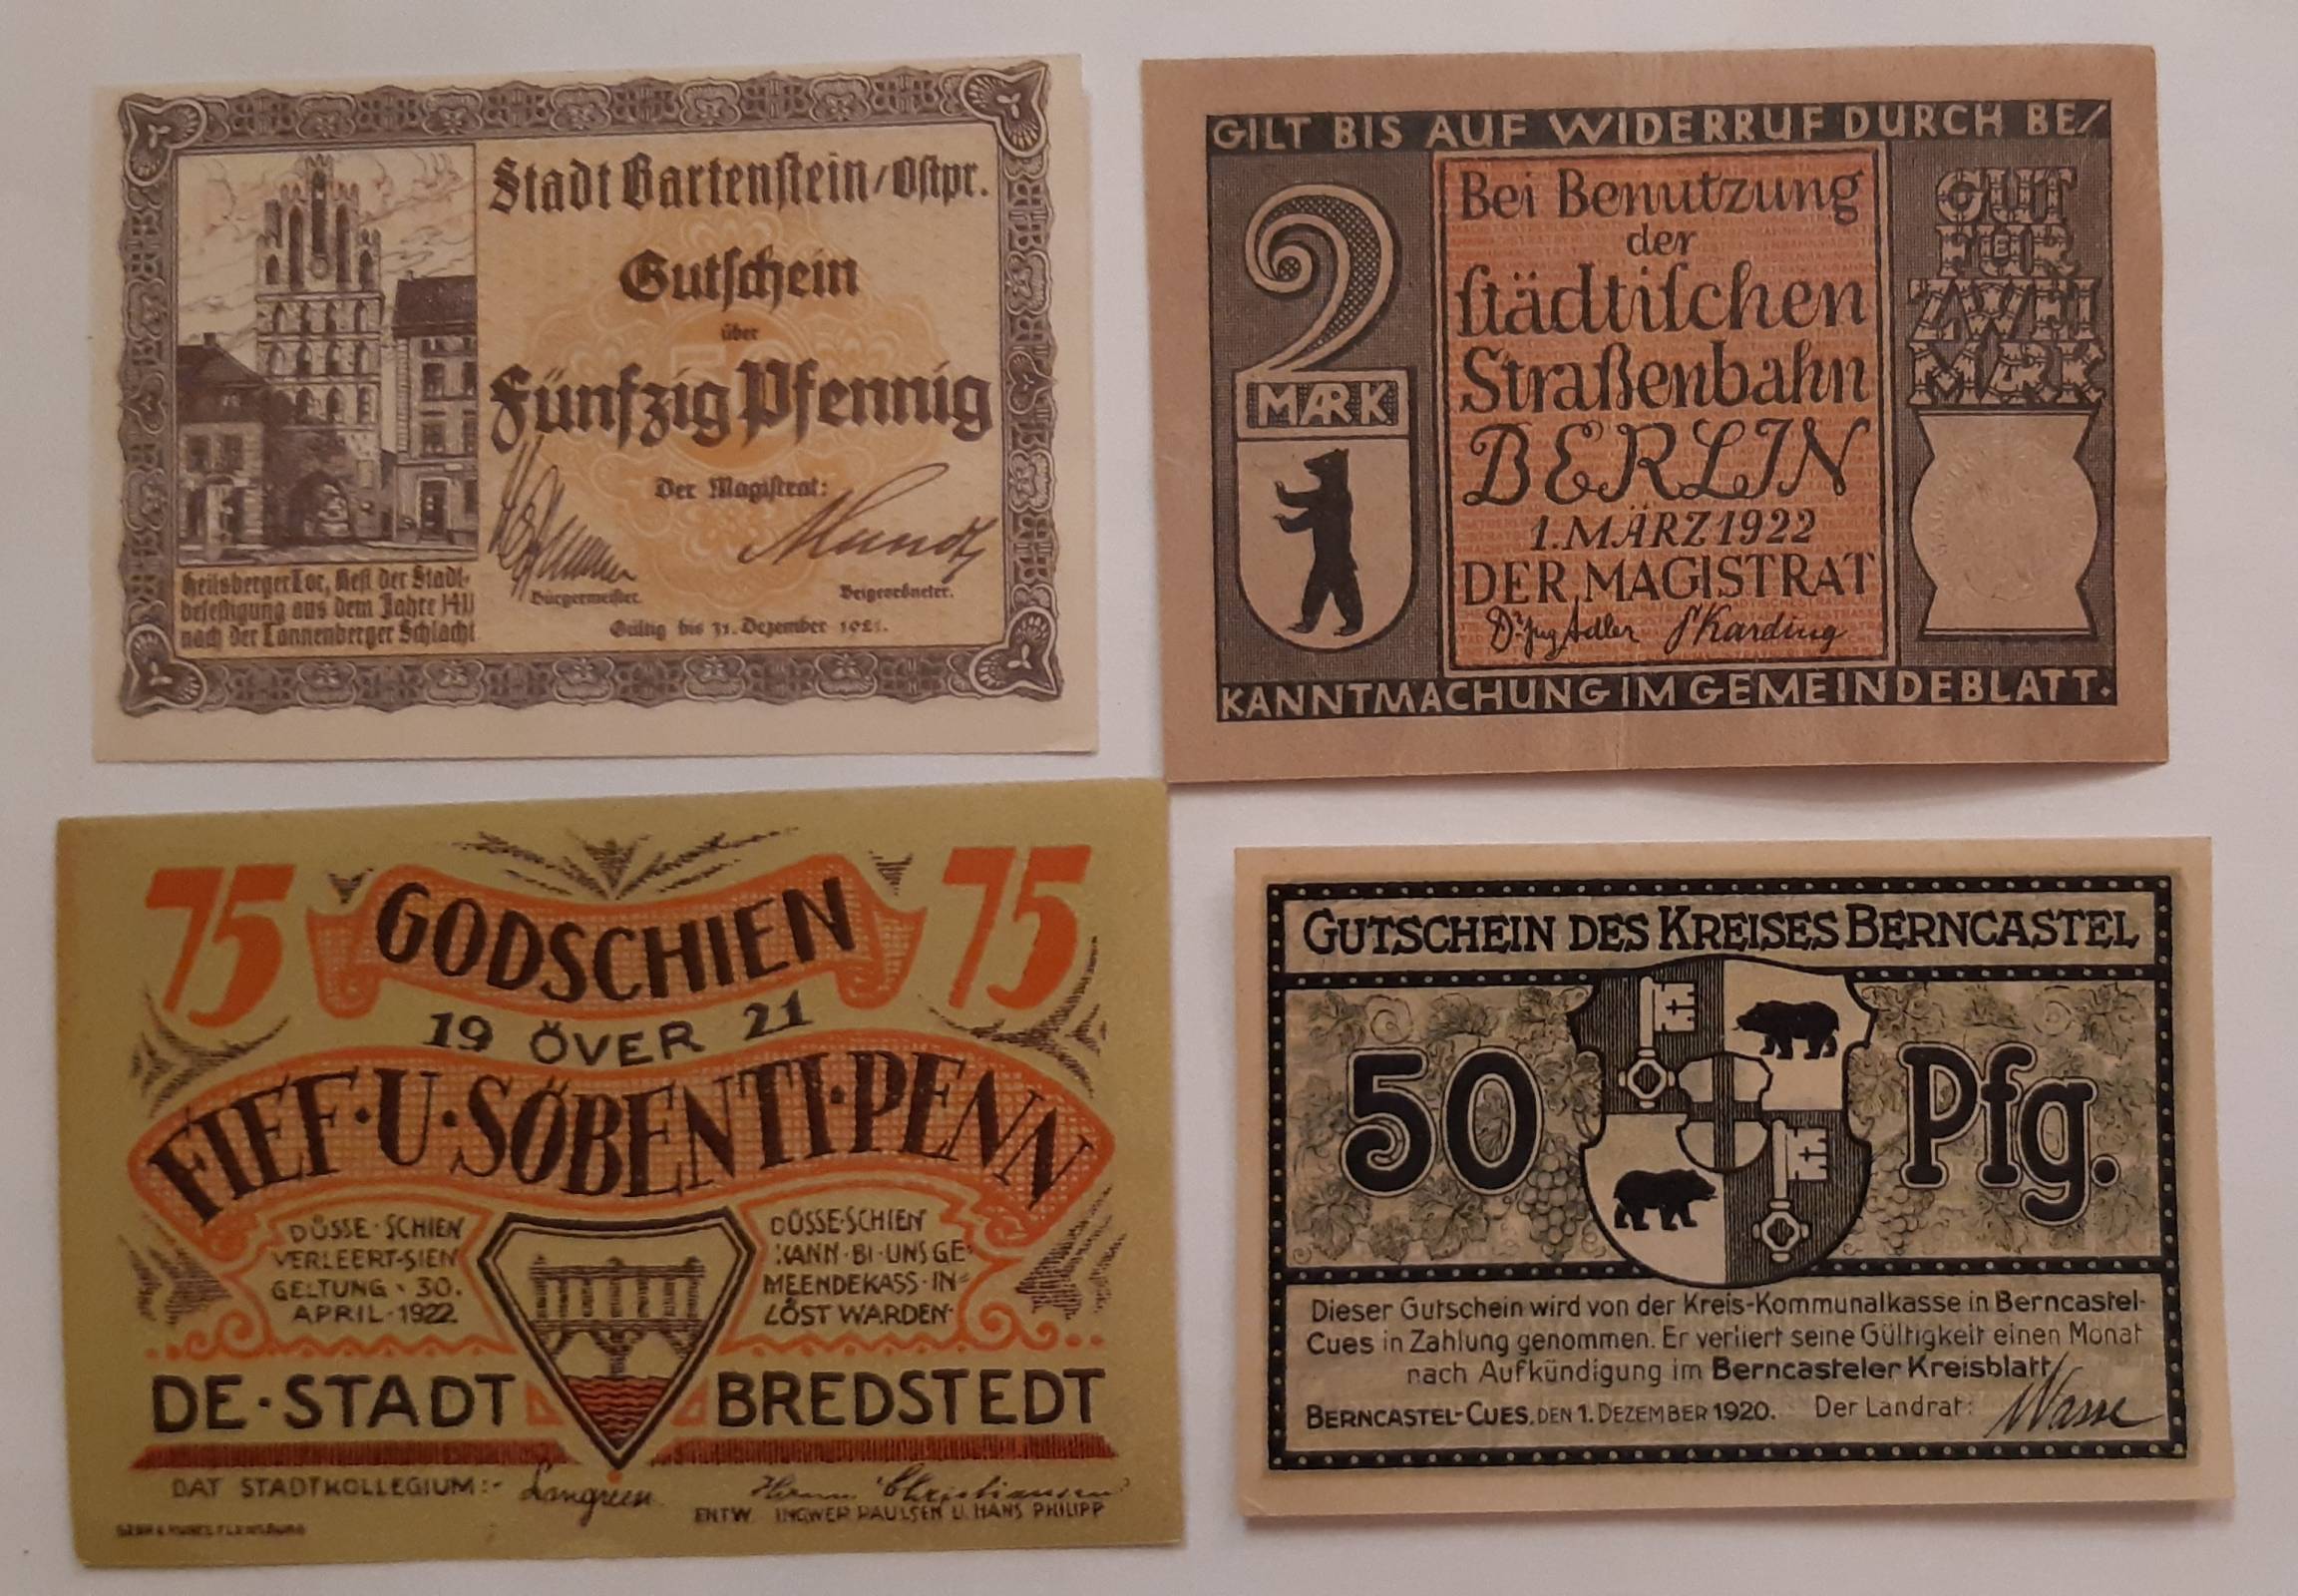 Stadt Bartenstein/Ostpr.
Gutschein
über
Fünfzig Pfennig
Der Magistrat:
Bürgermeister.
Beigeordneter.
Gültig bis 31. Dezember 1921.
Heilsberger Tor, Rest der Stadt-
befestigung aus dem Jahre 1411
nach der Tannenberger Schlacht
GILT BIS AUF WIDERRUF DURCH BE/
2
MARK
Bei Benutzung
der
städtischen
Straßenbahn
BERLIN
1. MÄRZ 1922
DER MAGISTRAT
Dr. Ing Adler Karding
GUT
FÜR
ZWEI
MARK
KANNTMACHUNG IM GEMEINDEBLATT.
75 GODSCHIEN 75
19 ÖVER 21
FIEF·U·SÖBENTI·PENN
DÜSSE·SCHIEN
VERLEERT·SIEN
GELTUNG·30.
APRIL·1922
DÜSSE·SCHIEN
KANN·BI·UNS GE=
MEENDEKASS·IN=
LÖST WARDEN·
DE·STADT BREDSTEDT
DAT STADTKOLLEGIUM:-
ENTW. INGWER PAULSEN U. HANS PHILIPP
GUTSCHEIN DES KREISES BERNCASTEL
50 Pfg.
Dieser Gutschein wird von der Kreis-Kommunalkasse in Berncastel-
Cues in Zahlung genommen. Er verliert seine Gültigkeit einen Monat
nach Aufkündigung im Berncasteler Kreisblatt
BERNCASTEL-CUES, DEN 1. DEZEMBER 1920. Der Landrat: